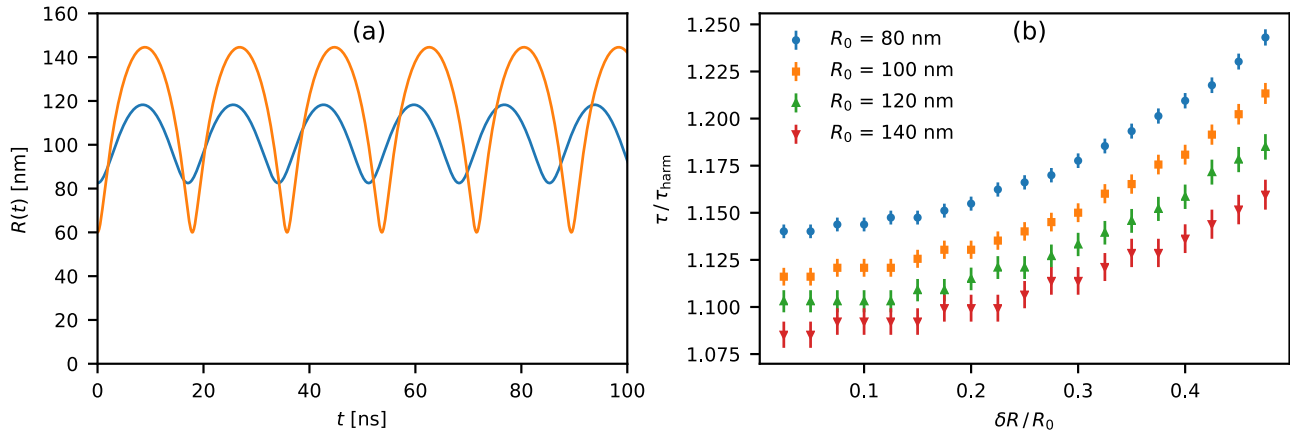 (a)
R(t) [nm]
160
140
120
100
80
60
40
20
0
0 20 40 60 80 100
t [ns]
(b)
R₀ = 80 nm
R₀ = 100 nm
R₀ = 120 nm
R₀ = 140 nm
τ / τharm
1.250
1.225
1.200
1.175
1.150
1.125
1.100
1.075
0.1 0.2 0.3 0.4
δR / R₀